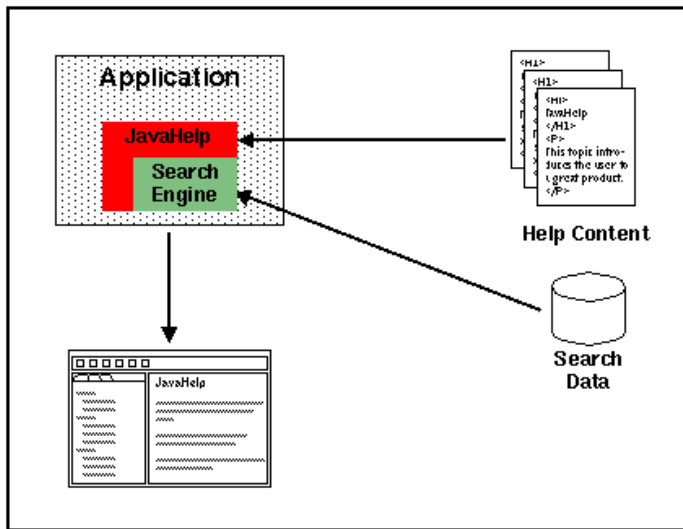 Application
JavaHelp
Search
Engine
<H1>
<H1>
<H1>
JavaHelp
</H1>
<P>
This topic intro-
duces the user to
a great product.
</P>
Help Content
Search
Data
JavaHelp